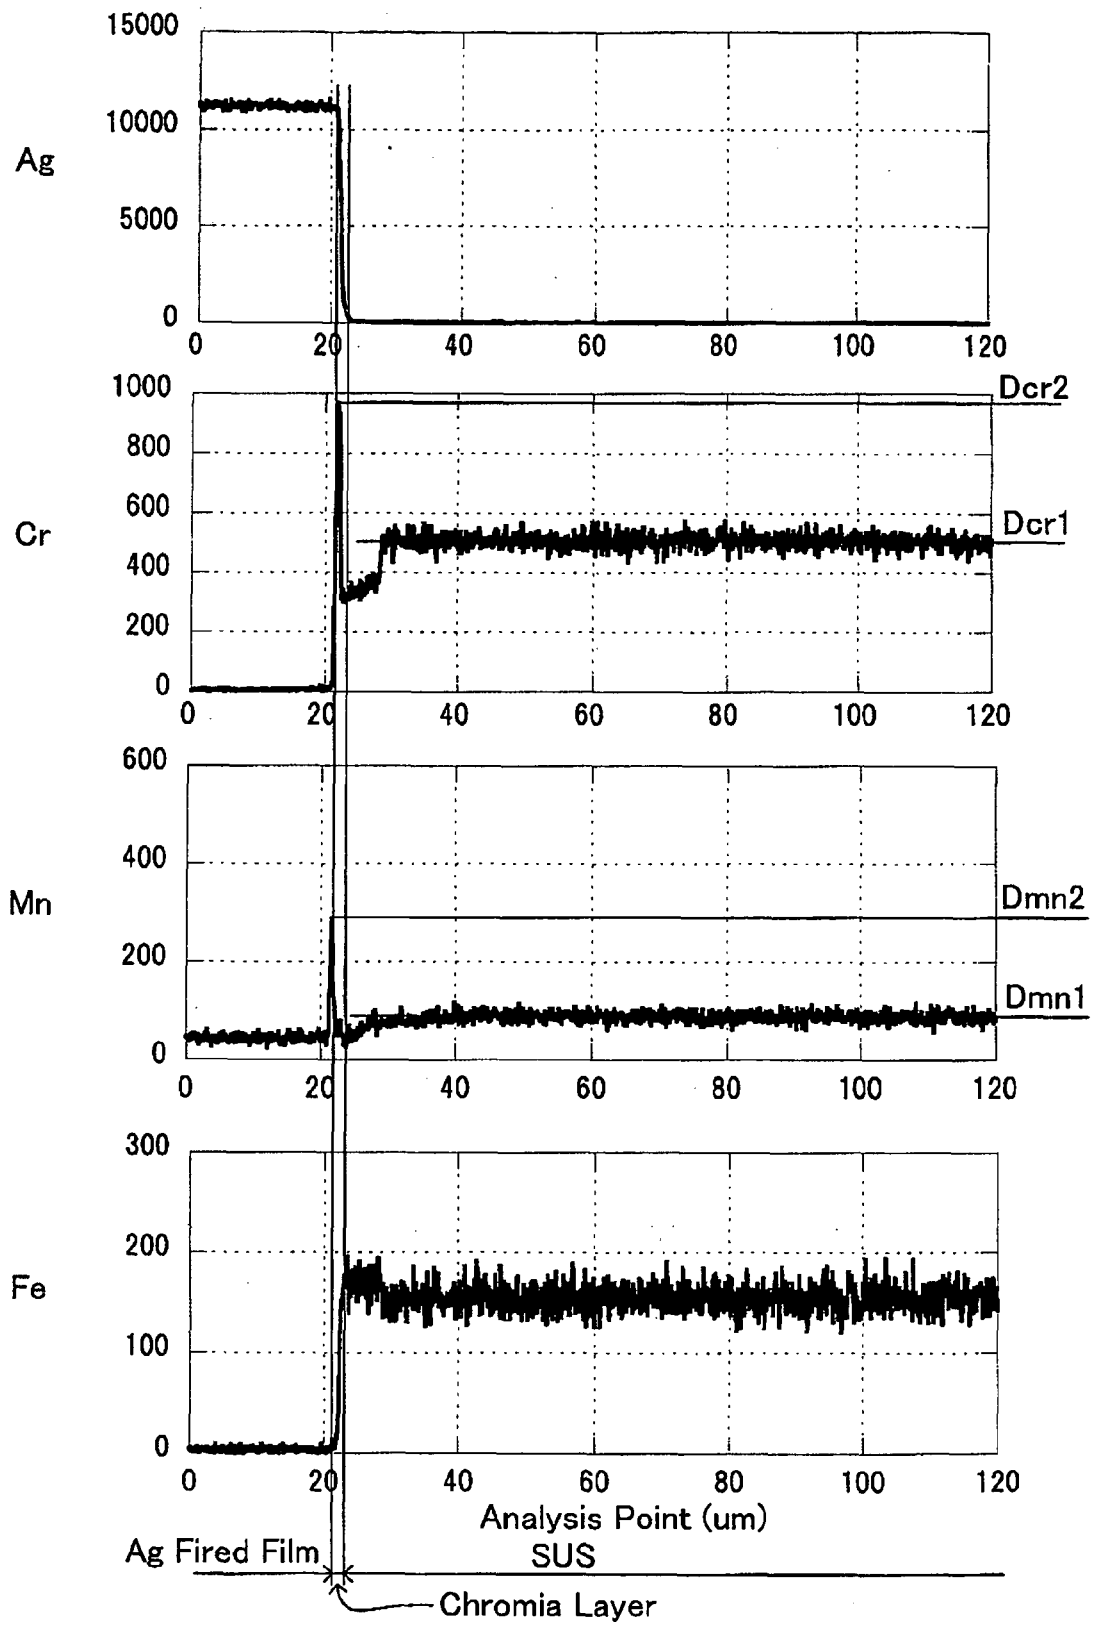 15000
10000
Ag
5000
0
0 20 40 60 80 100 120
1000
Dcr2
800
600
Cr
Dcr1
400
200
0
0 20 40 60 80 100 120
600
400
Mn
Dmn2
200
Dmn1
0
0 20 40 60 80 100 120
300
200
Fe
100
0
0 20 40 60 80 100 120
Analysis Point (um)
Ag Fired Film SUS
Chromia Layer